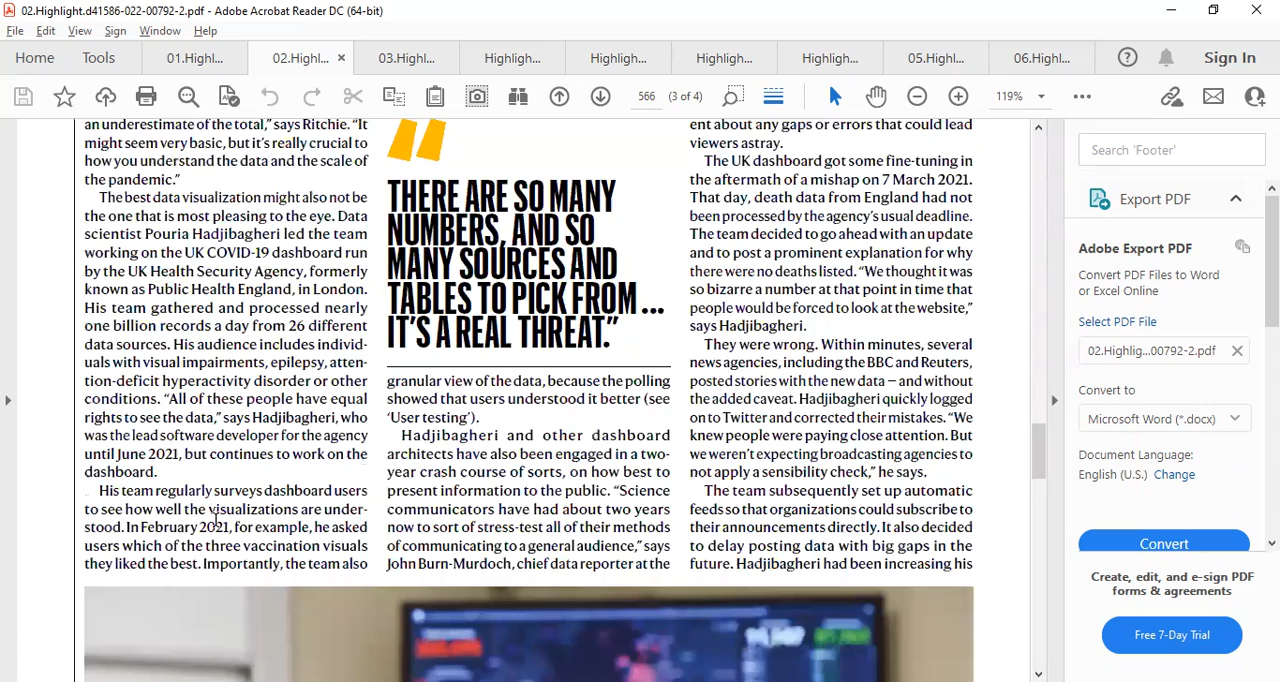 02.Highlight.d41586-022-00792-2.pdf - Adobe Acrobat Reader DC (64-bit)
File Edit View Sign Window Help
Home Tools 01.Highl... 02.Highl... 03.Highl... Highligh... Highligh... Highligh... Highligh... 05.Highl... 06.Highl... Sign In
566 (3 of 4) 119%
an underestimate of the total,” says Ritchie. “It
might seem very basic, but it’s really crucial to
how you understand the data and the scale of
the pandemic.”
The best data visualization might also not be
the one that is most pleasing to the eye. Data
scientist Pouria Hadjibagheri led the team
working on the UK COVID-19 dashboard run
by the UK Health Security Agency, formerly
known as Public Health England, in London.
His team gathered and processed nearly
one billion records a day from 26 different
data sources. His audience includes individ-
uals with visual impairments, epilepsy, atten-
tion-deficit hyperactivity disorder or other
conditions. “All of these people have equal
rights to see the data,” says Hadjibagheri, who
was the lead software developer for the agency
until June 2021, but continues to work on the
dashboard.
His team regularly surveys dashboard users
to see how well the visualizations are under-
stood. In February 2021, for example, he asked
users which of the three vaccination visuals
they liked the best. Importantly, the team also
“
THERE ARE SO MANY
NUMBERS, AND SO
MANY SOURCES AND
TABLES TO PICK FROM ...
IT’S A REAL THREAT.”
granular view of the data, because the polling
showed that users understood it better (see
‘User testing’).
Hadjibagheri and other dashboard
architects have also been engaged in a two-
year crash course of sorts, on how best to
present information to the public. “Science
communicators have had about two years
now to sort of stress-test all of their methods
of communicating to a general audience,” says
John Burn-Murdoch, chief data reporter at the
ent about any gaps or errors that could lead
viewers astray.
The UK dashboard got some fine-tuning in
the aftermath of a mishap on 7 March 2021.
That day, death data from England had not
been processed by the agency’s usual deadline.
The team decided to go ahead with an update
and to post a prominent explanation for why
there were no deaths listed. “We thought it was
so bizarre a number at that point in time that
people would be forced to look at the website,”
says Hadjibagheri.
They were wrong. Within minutes, several
news agencies, including the BBC and Reuters,
posted stories with the new data — and without
the added caveat. Hadjibagheri quickly logged
on to Twitter and corrected their mistakes. “We
knew people were paying close attention. But
we weren’t expecting broadcasting agencies to
not apply a sensibility check,” he says.
The team subsequently set up automatic
feeds so that organizations could subscribe to
their announcements directly. It also decided
to delay posting data with big gaps in the
future. Hadjibagheri had been increasing his
Search 'Footer'
Export PDF
Adobe Export PDF
Convert PDF Files to Word
or Excel Online
Select PDF File
02.Highlig...00792-2.pdf
Convert to
Microsoft Word (*.docx)
Document Language:
English (U.S.) Change
Convert
Create, edit, and e-sign PDF
forms & agreements
Free 7-Day Trial